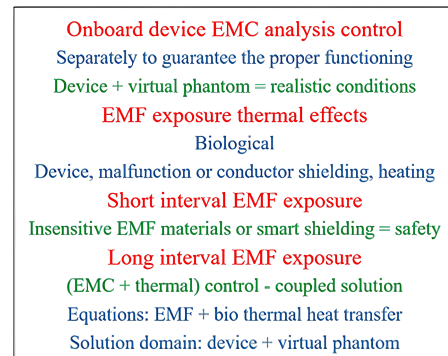 Onboard device EMC analysis control
Separately to guarantee the proper functioning
Device + virtual phantom = realistic conditions
EMF exposure thermal effects
Biological
Device, malfunction or conductor shielding, heating
Short interval EMF exposure
Insensitive EMF materials or smart shielding = safety
Long interval EMF exposure
(EMC + thermal) control - coupled solution
Equations: EMF + bio thermal heat transfer
Solution domain: device + virtual phantom